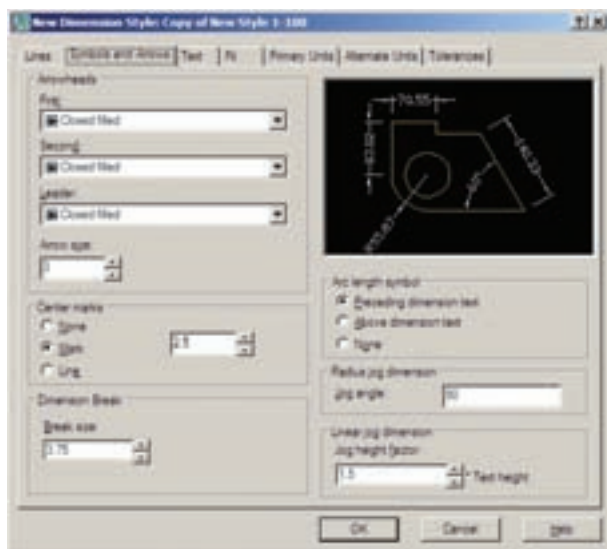 New Dimension Style: Copy of New Style 1-100
Lines Symbols and Arrows Text Fit Primary Units Alternate Units Tolerances
Arrowheads
First:
Closed filled
Second:
Closed filled
Leader:
Closed filled
Arrow size:
Center marks
None
Mark
Line
2.5
Dimension Break
Break size:
3.75
Arc length symbol
Preceding dimension text
Above dimension text
None
Radius jog dimension
Jog angle:
Linear jog dimension
Jog height factor:
1.5 * Text height
OK Cancel Help